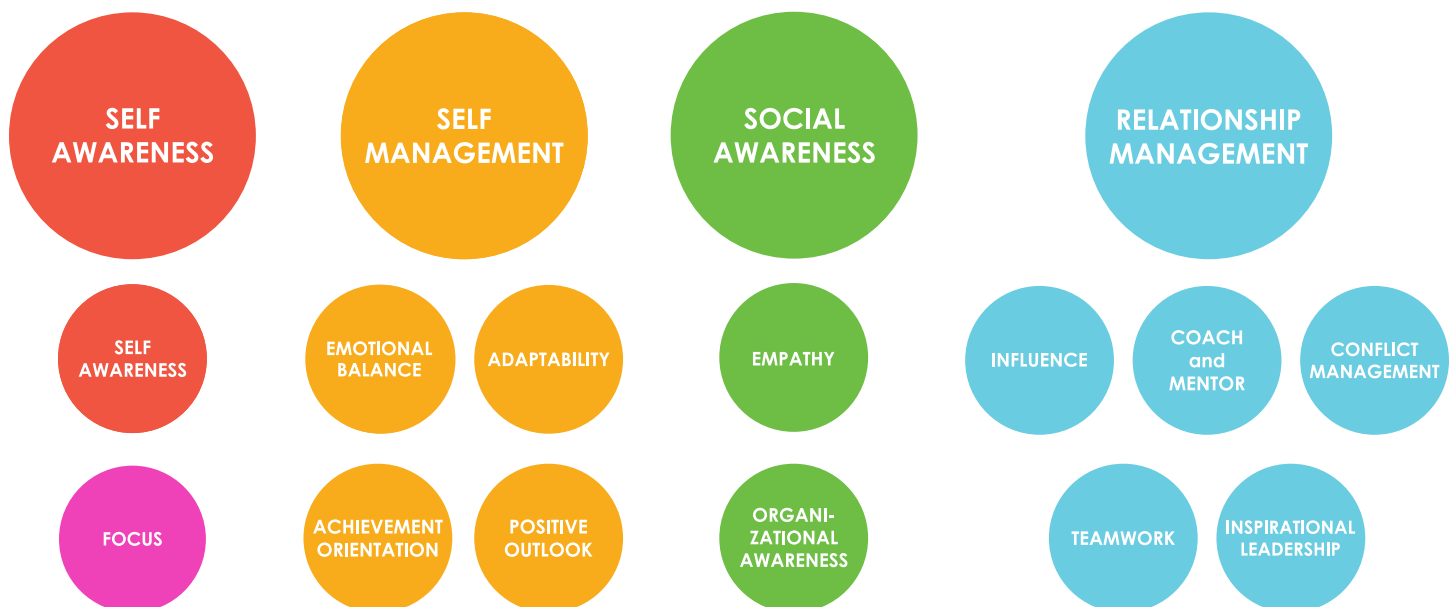 SELF
AWARENESS
SELF
MANAGEMENT
SOCIAL
AWARENESS
RELATIONSHIP
MANAGEMENT
SELF
AWARENESS
EMOTIONAL
BALANCE
ADAPTABILITY
EMPATHY
INFLUENCE
COACH
and
MENTOR
CONFLICT
MANAGEMENT
FOCUS
ACHIEVEMENT
ORIENTATION
POSITIVE
OUTLOOK
ORGANI-
ZATIONAL
AWARENESS
TEAMWORK
INSPIRATIONAL
LEADERSHIP